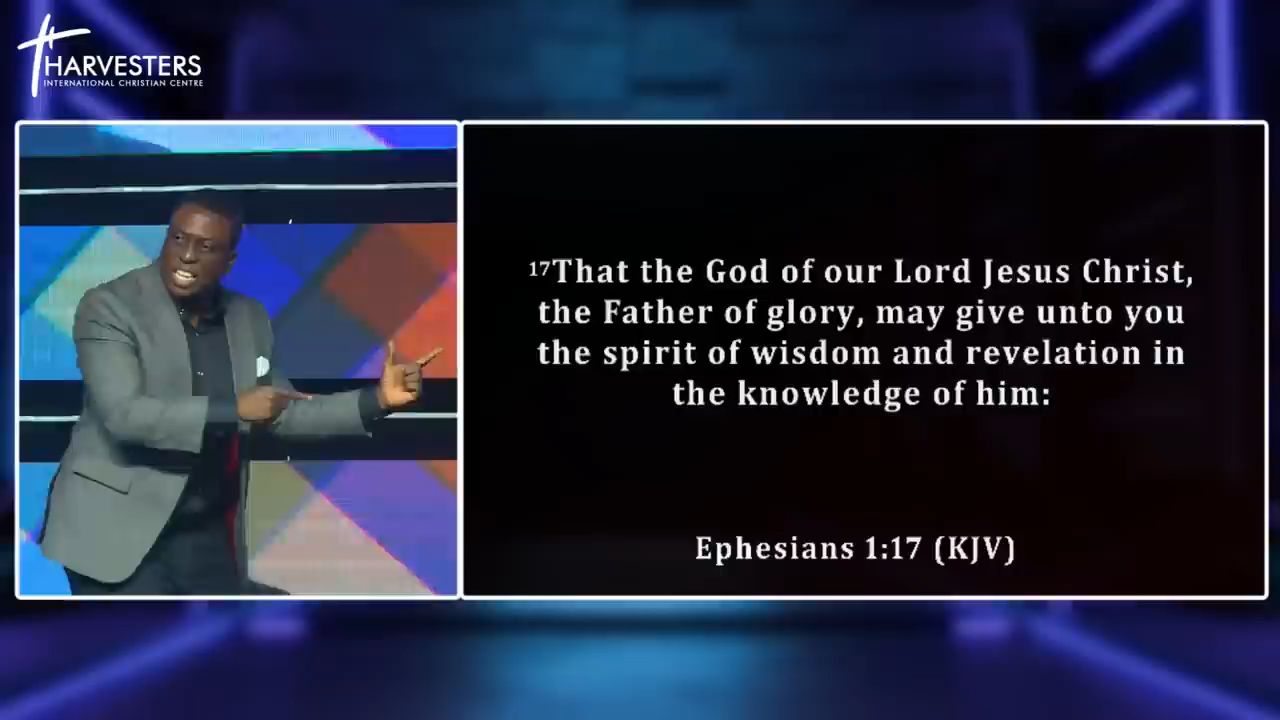 HARVESTERS
INTERNATIONAL CHRISTIAN CENTRE
17That the God of our Lord Jesus Christ,
the Father of glory, may give unto you
the spirit of wisdom and revelation in
the knowledge of him:
Ephesians 1:17 (KJV)